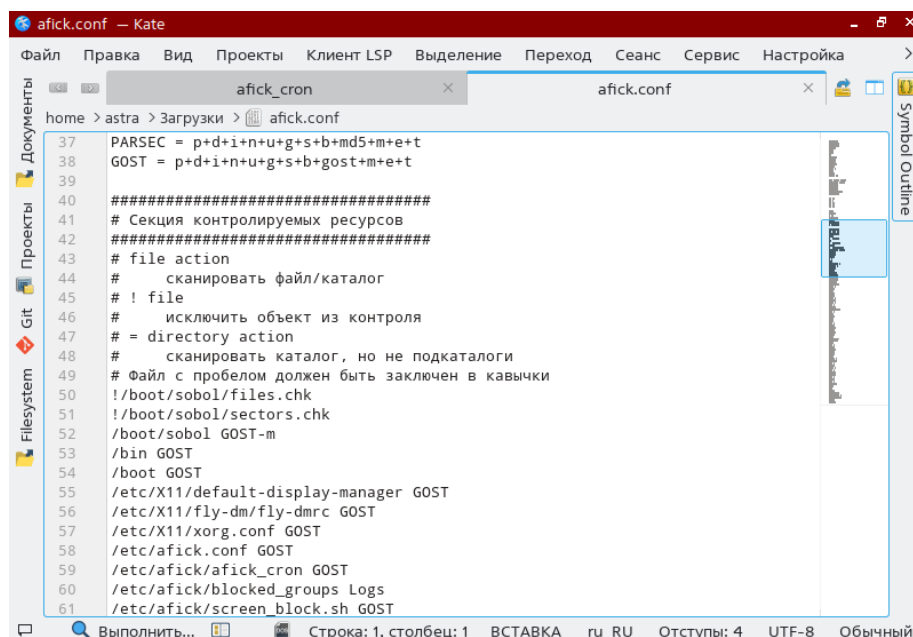 afick.conf — Kate
Файл Правка Вид Проекты Клиент LSP Выделение Переход Сеанс Сервис Настройка
afick_cron
afick.conf
home > astra > Загрузки > afick.conf
Документы
Проекты
Git
Filesystem
Symbol Outline
37 PARSEC = p+d+i+n+u+g+s+b+md5+m+e+t
38 GOST = p+d+i+n+u+g+s+b+gost+m+e+t
39
40 ###################################
41 # Секция контролируемых ресурсов
42 ###################################
43 # file action
44 #     сканировать файл/каталог
45 # ! file
46 #     исключить объект из контроля
47 # = directory action
48 #     сканировать каталог, но не подкаталоги
49 # Файл с пробелом должен быть заключен в кавычки
50 !/boot/sobol/files.chk
51 !/boot/sobol/sectors.chk
52 /boot/sobol GOST-m
53 /bin GOST
54 /boot GOST
55 /etc/X11/default-display-manager GOST
56 /etc/X11/fly-dm/fly-dmrc GOST
57 /etc/X11/xorg.conf GOST
58 /etc/afick.conf GOST
59 /etc/afick/afick_cron GOST
60 /etc/afick/blocked_groups Logs
61 /etc/afick/screen_block.sh GOST
Выполнить... Строка: 1, столбец: 1 ВСТАВКА ru_RU Отступы: 4 UTF-8 Обычный